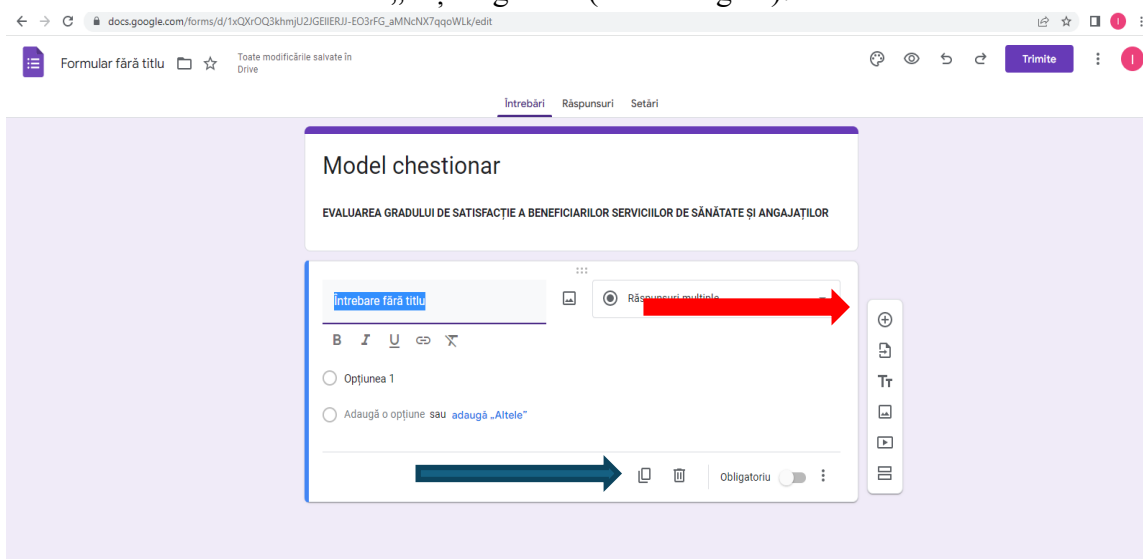 docs.google.com/forms/d/1xQXrOQ3khmjU2JGEIIERJJ-EO3rFG_aMNcNX7qqoWLk/edit
Formular fără titlu
Toate modificările salvate în
Drive
Trimite
I
Întrebări Răspunsuri Setări
Model chestionar
EVALUAREA GRADULUI DE SATISFACȚIE A BENEFICIARILOR SERVICIILOR DE SĂNĂTATE ȘI ANGAJAȚILOR
Întrebare fără titlu
Răspunsuri multiple
B I U
Tт
Opțiunea 1
Adaugă o opțiune sau adaugă „Altele”
Obligatoriu